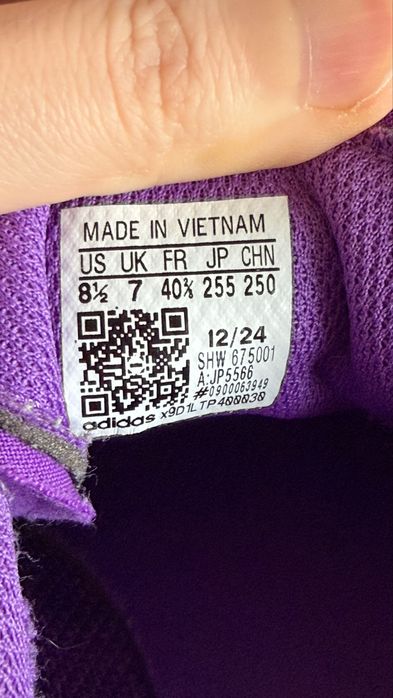 MADE IN VIETNAM
US UK FR JP CHN
8½ 7 40⅔ 255 250
12/24
SHW 675001
A:JP5566
#0900063949
adidas x9D1LTP400030